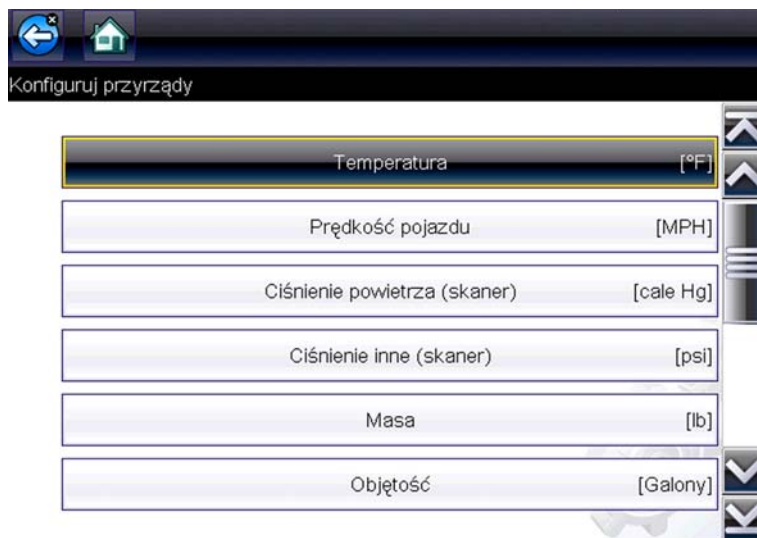 Konfiguruj przyrządy
Temperatura [°F]
Prędkość pojazdu [MPH]
Ciśnienie powietrza (skaner) [cale Hg]
Ciśnienie inne (skaner) [psi]
Masa [lb]
Objętość [Galony]